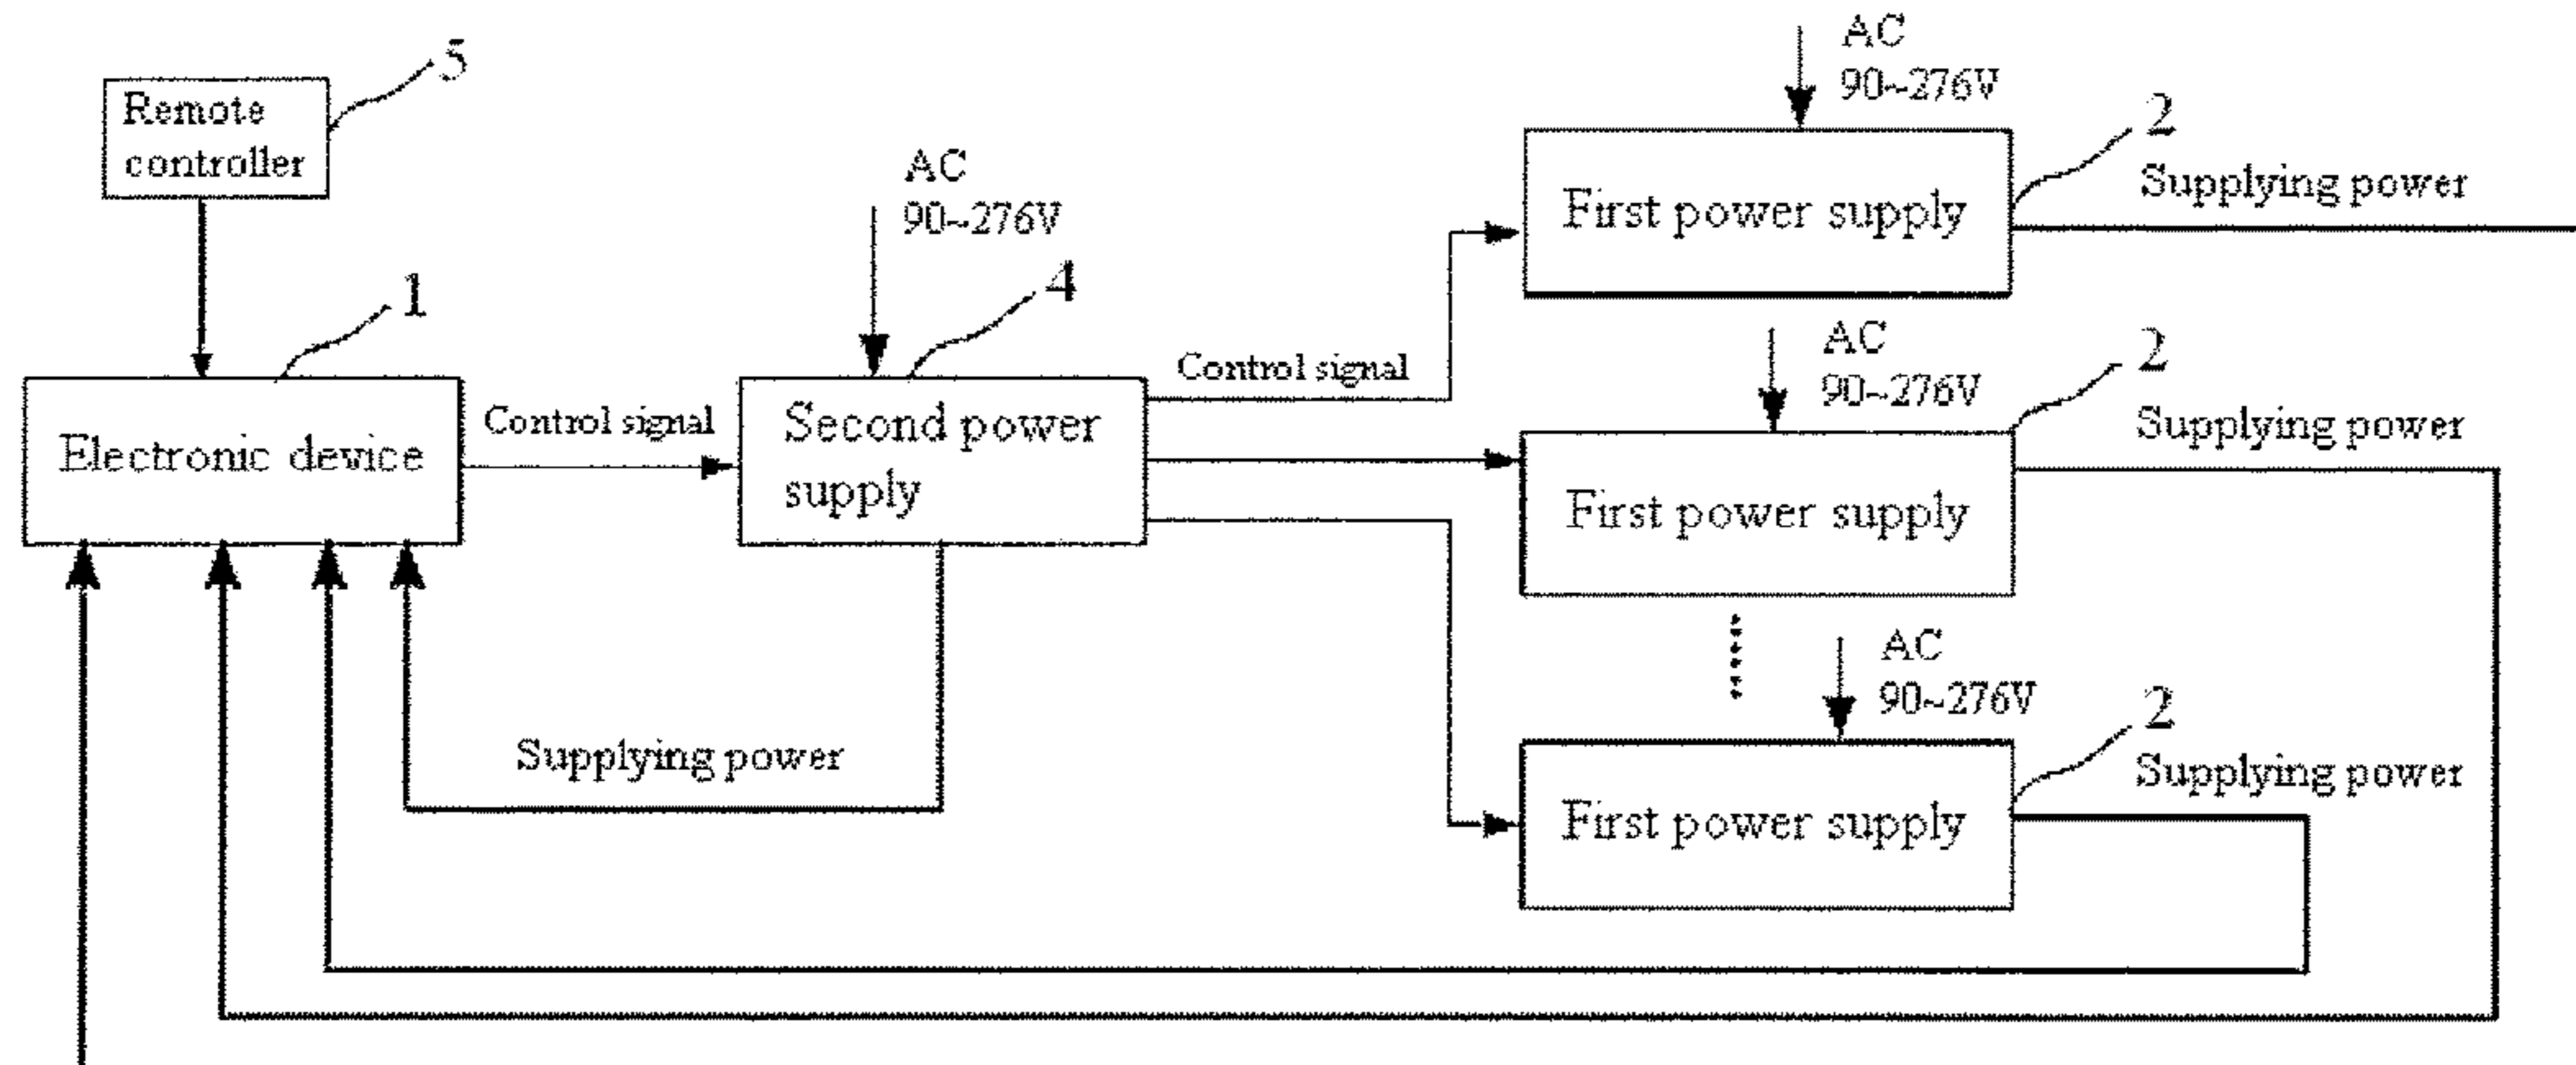 5
Remote
controller
AC
90~276V
1
4
Electronic device
Control signal
Second power
supply
Supplying power
Control signal
AC
90~276V
2
First power supply
Supplying power
AC
90~276V
2
First power supply
Supplying power
AC
90~276V
2
First power supply
Supplying power